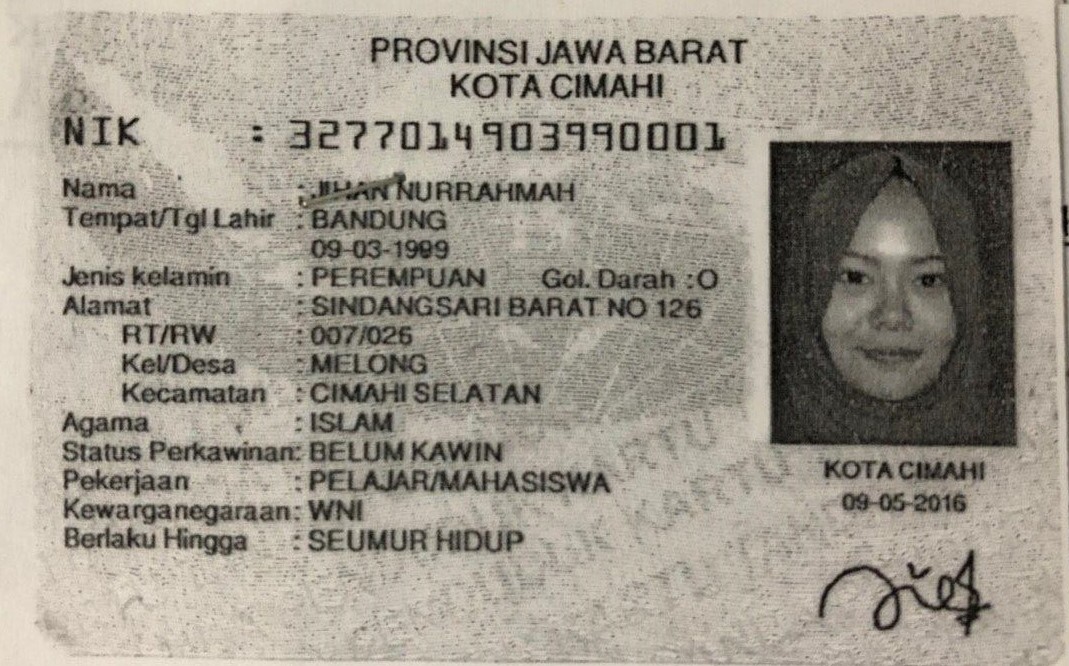 PROVINSI JAWA BARAT
KOTA CIMAHI
NIK : 3277014903990001
Nama : JIHAN NURRAHMAH
Tempat/Tgl Lahir : BANDUNG
09-03-1999
Jenis kelamin : PEREMPUAN Gol. Darah : O
Alamat : SINDANGSARI BARAT NO 126
RT/RW : 007/026
Kel/Desa : MELONG
Kecamatan : CIMAHI SELATAN
Agama : ISLAM
Status Perkawinan: BELUM KAWIN
Pekerjaan : PELAJAR/MAHASISWA
Kewarganegaraan: WNI
Berlaku Hingga : SEUMUR HIDUP
KOTA CIMAHI
09-05-2016